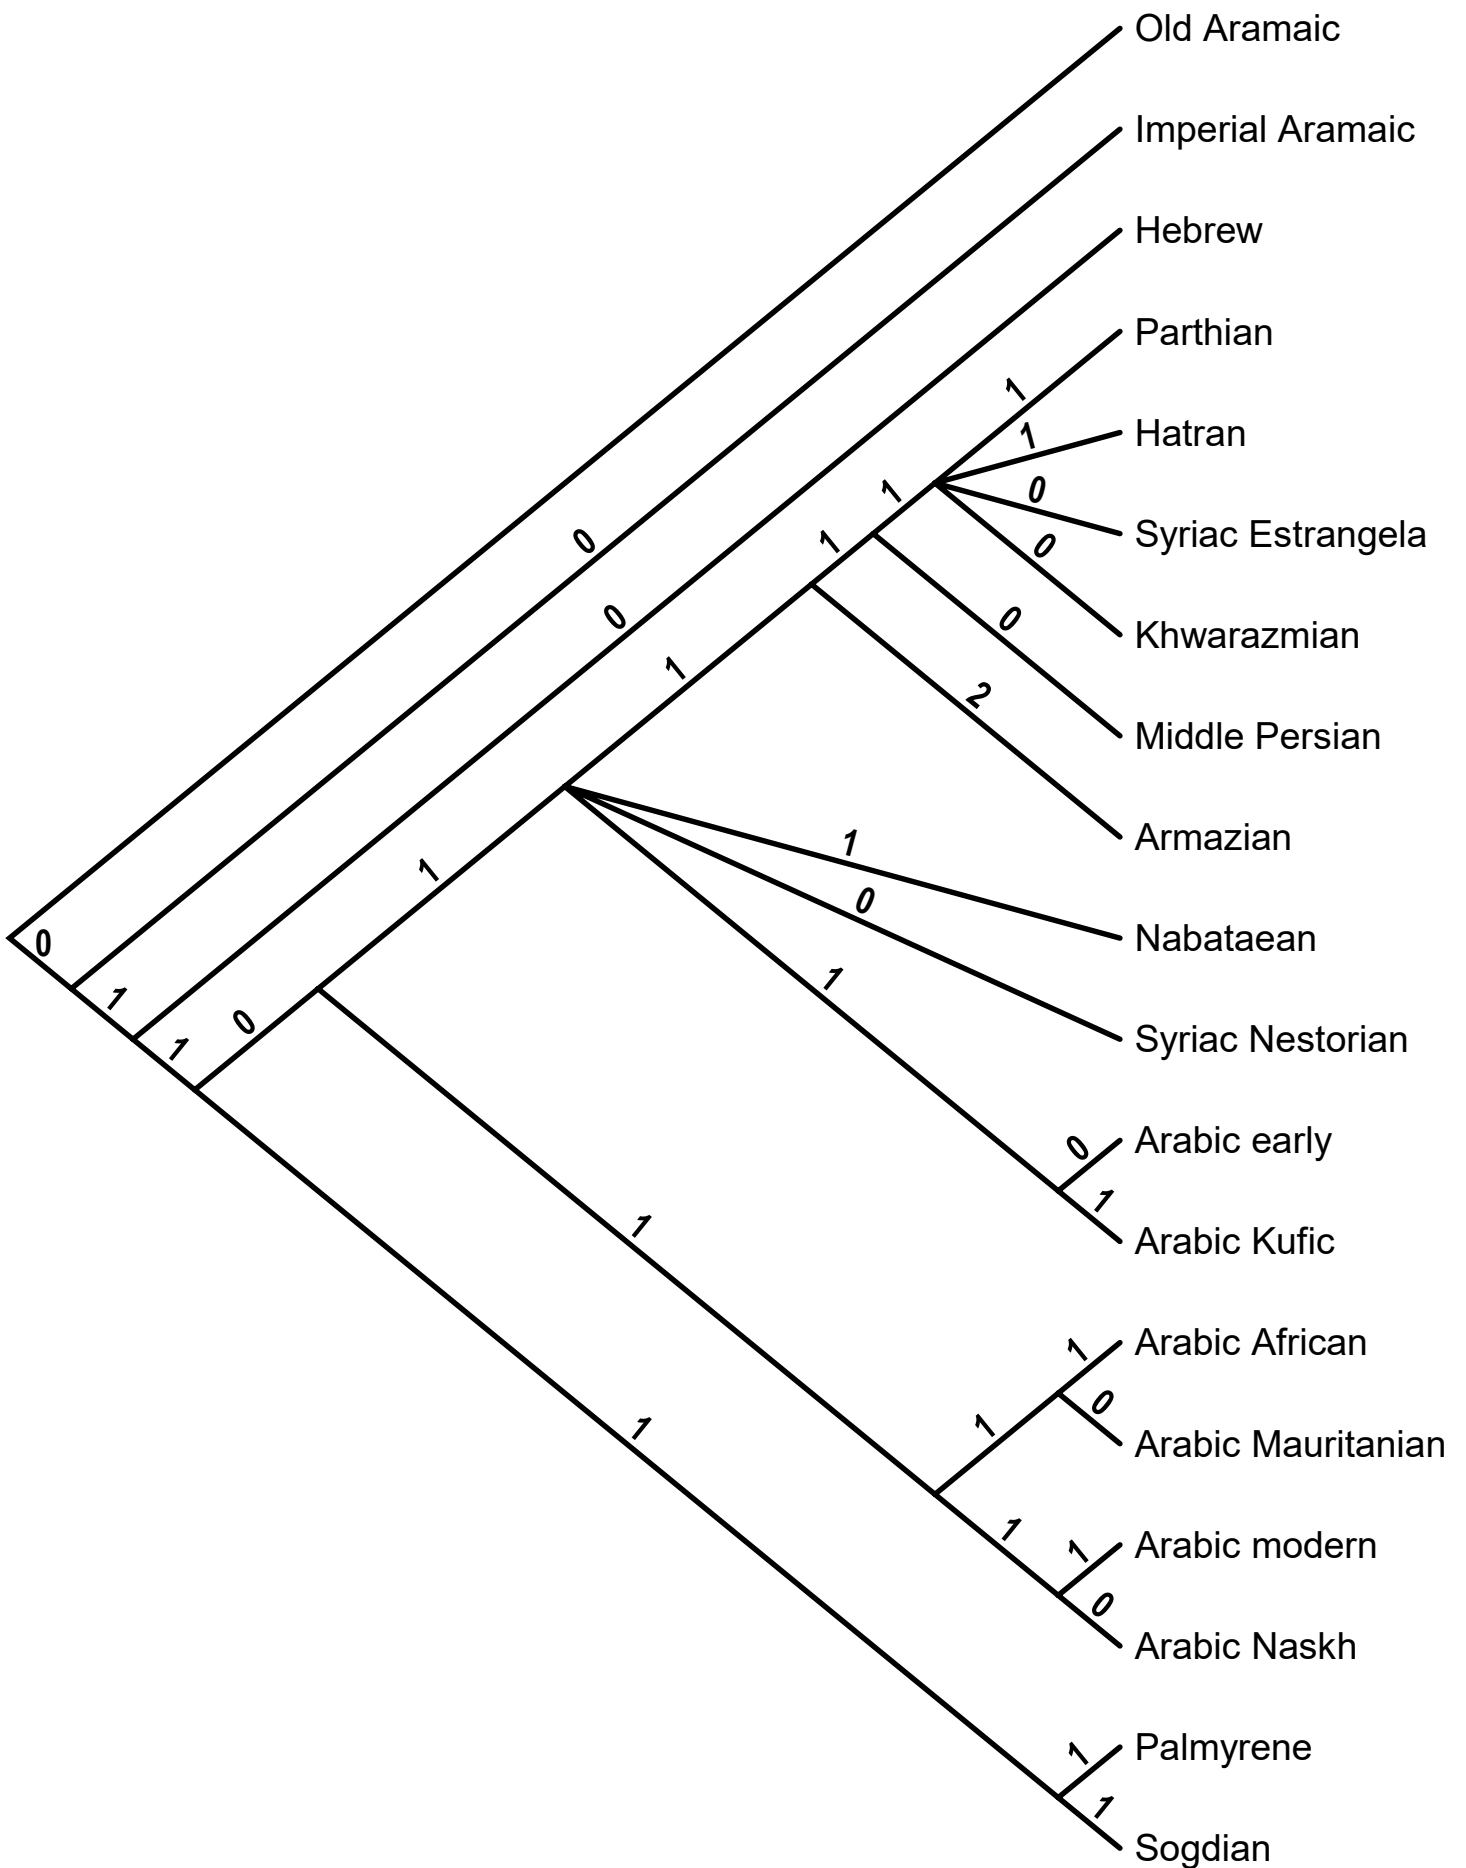 Old Aramaic
Imperial Aramaic
Hebrew
Parthian
1
Hatran
1
Syriac Estrangela
1
0
0
1
0
0
Khwarazmian
0
0
1
2
Middle Persian
Armazian
1
1
0
Nabataean
0
1
1
0
1
Syriac Nestorian
0
Arabic early
1
1
Arabic Kufic
1
Arabic African
0
1
1
Arabic Mauritanian
1
1
Arabic modern
0
Arabic Naskh
1
Palmyrene
1
Sogdian